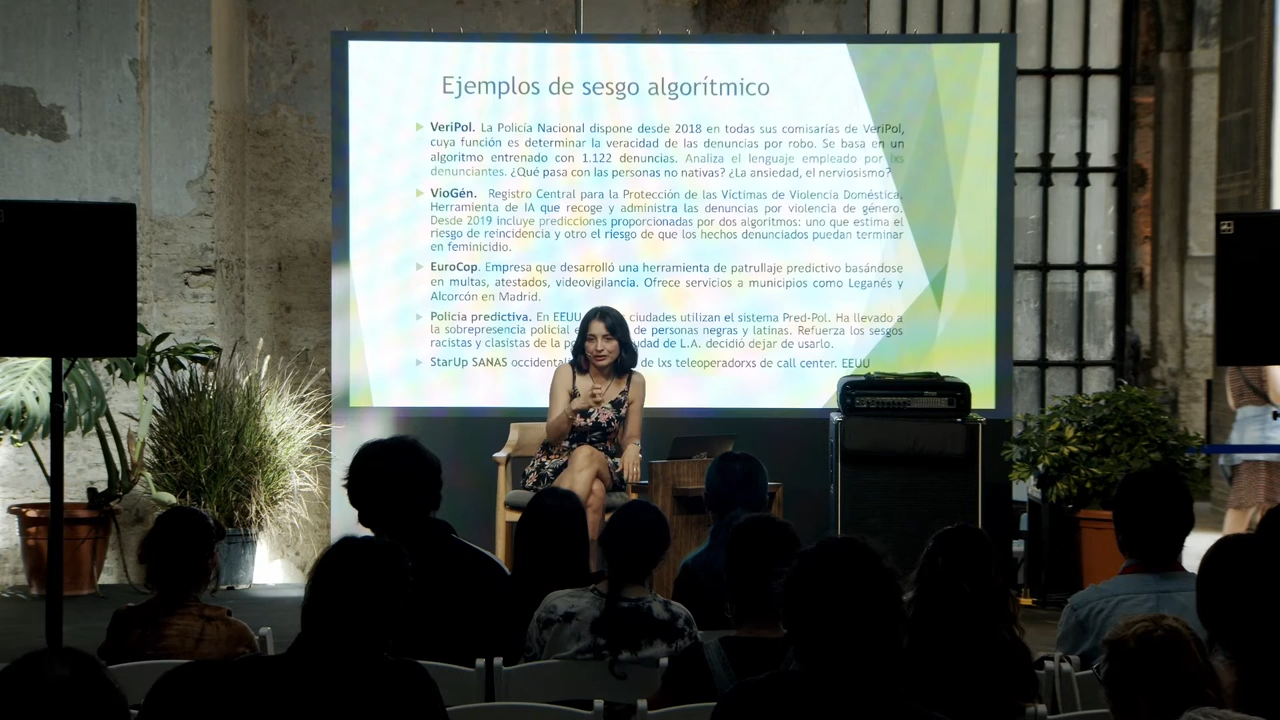 Ejemplos de sesgo algorítmico
VeriPol. La Policía Nacional dispone desde 2018 en todas sus comisarías de VeriPol,
cuya función es determinar la veracidad de las denuncias por robo. Se basa en un
algoritmo entrenado con 1.122 denuncias. Analiza el lenguaje empleado por lxs
denunciantes. ¿Qué pasa con las personas no nativas? ¿La ansiedad, el nerviosismo?
VioGén. Registro Central para la Protección de las Víctimas de Violencia Doméstica.
Herramienta de IA que recoge y administra las denuncias por violencia de género.
Desde 2019 incluye predicciones proporcionadas por dos algoritmos: uno que estima el
riesgo de reincidencia y otro el riesgo de que los hechos denunciados puedan terminar
en feminicidio.
EuroCop. Empresa que desarrolló una herramienta de patrullaje predictivo basándose
en multas, atestados, videovigilancia. Ofrece servicios a municipios como Leganés y
Alcorcón en Madrid.
Policía predictiva. En EEUU ciudades utilizan el sistema Pred-Pol. Ha llevado a
la sobrepresencia policial de personas negras y latinas. Refuerza los sesgos
racistas y clasistas de la de L.A. decidió dejar de usarlo.
StarUp SANAS de lxs teleoperadorxs de call center. EEUU